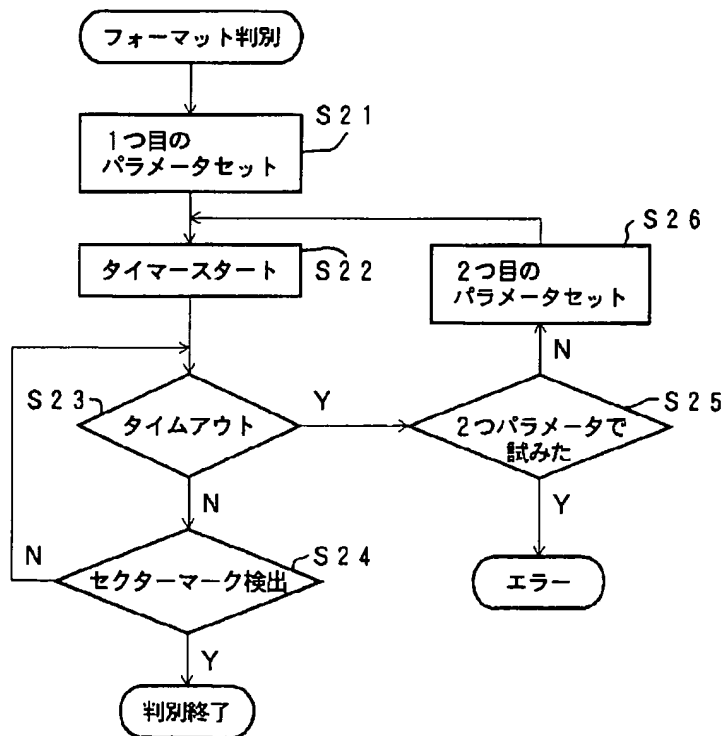 フォーマット判別
S21
1つ目の
パラメータセット
S26
タイマースタート
S22
2つ目の
パラメータセット
N
S23
タイムアウト
Y
S25
2つパラメータで
試みた
N
Y
N
S24
セクターマーク検出
エラー
Y
判別終了